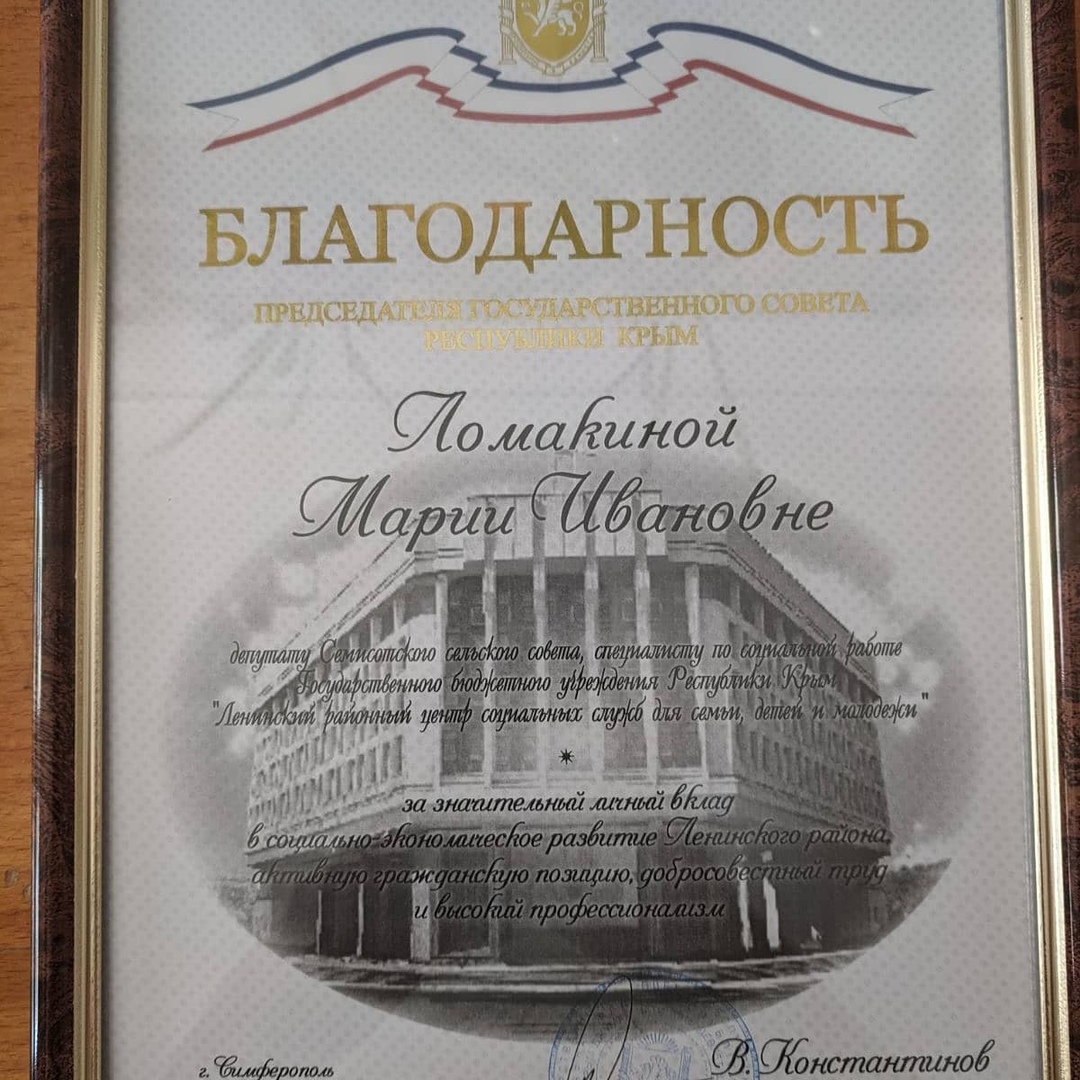 БЛАГОДАРНОСТЬ
ПРЕДСЕДАТЕЛЯ ГОСУДАРСТВЕННОГО СОВЕТА
РЕСПУБЛИКИ КРЫМ
Ломакиной
Марии Ивановне
депутату Семисотского сельского совета, специалисту по социальной работе
Государственного бюджетного учреждения Республики Крым
"Ленинский районный центр социальных служб для семьи, детей и молодежи"
*
за значительный личный вклад
в социально-экономическое развитие Ленинского района,
активную гражданскую позицию, добросовестный труд
и высокий профессионализм
г. Симферополь В. Константинов